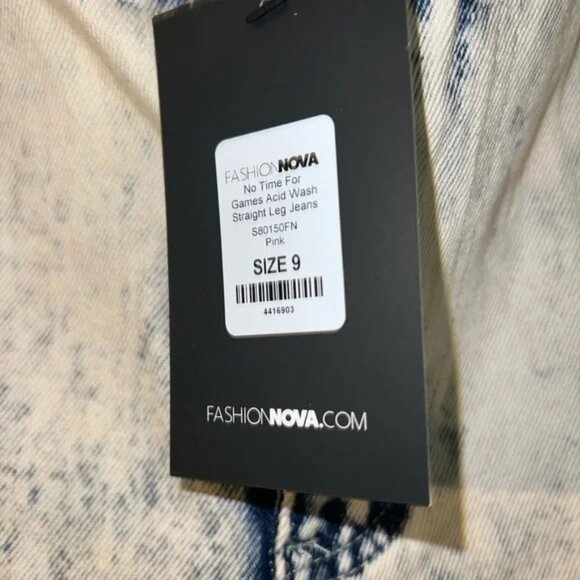 FASHIONNOVA
No Time For
Games Acid Wash
Straight Leg Jeans
S80150FN
Pink
SIZE 9
4416903
FASHIONNOVA.COM